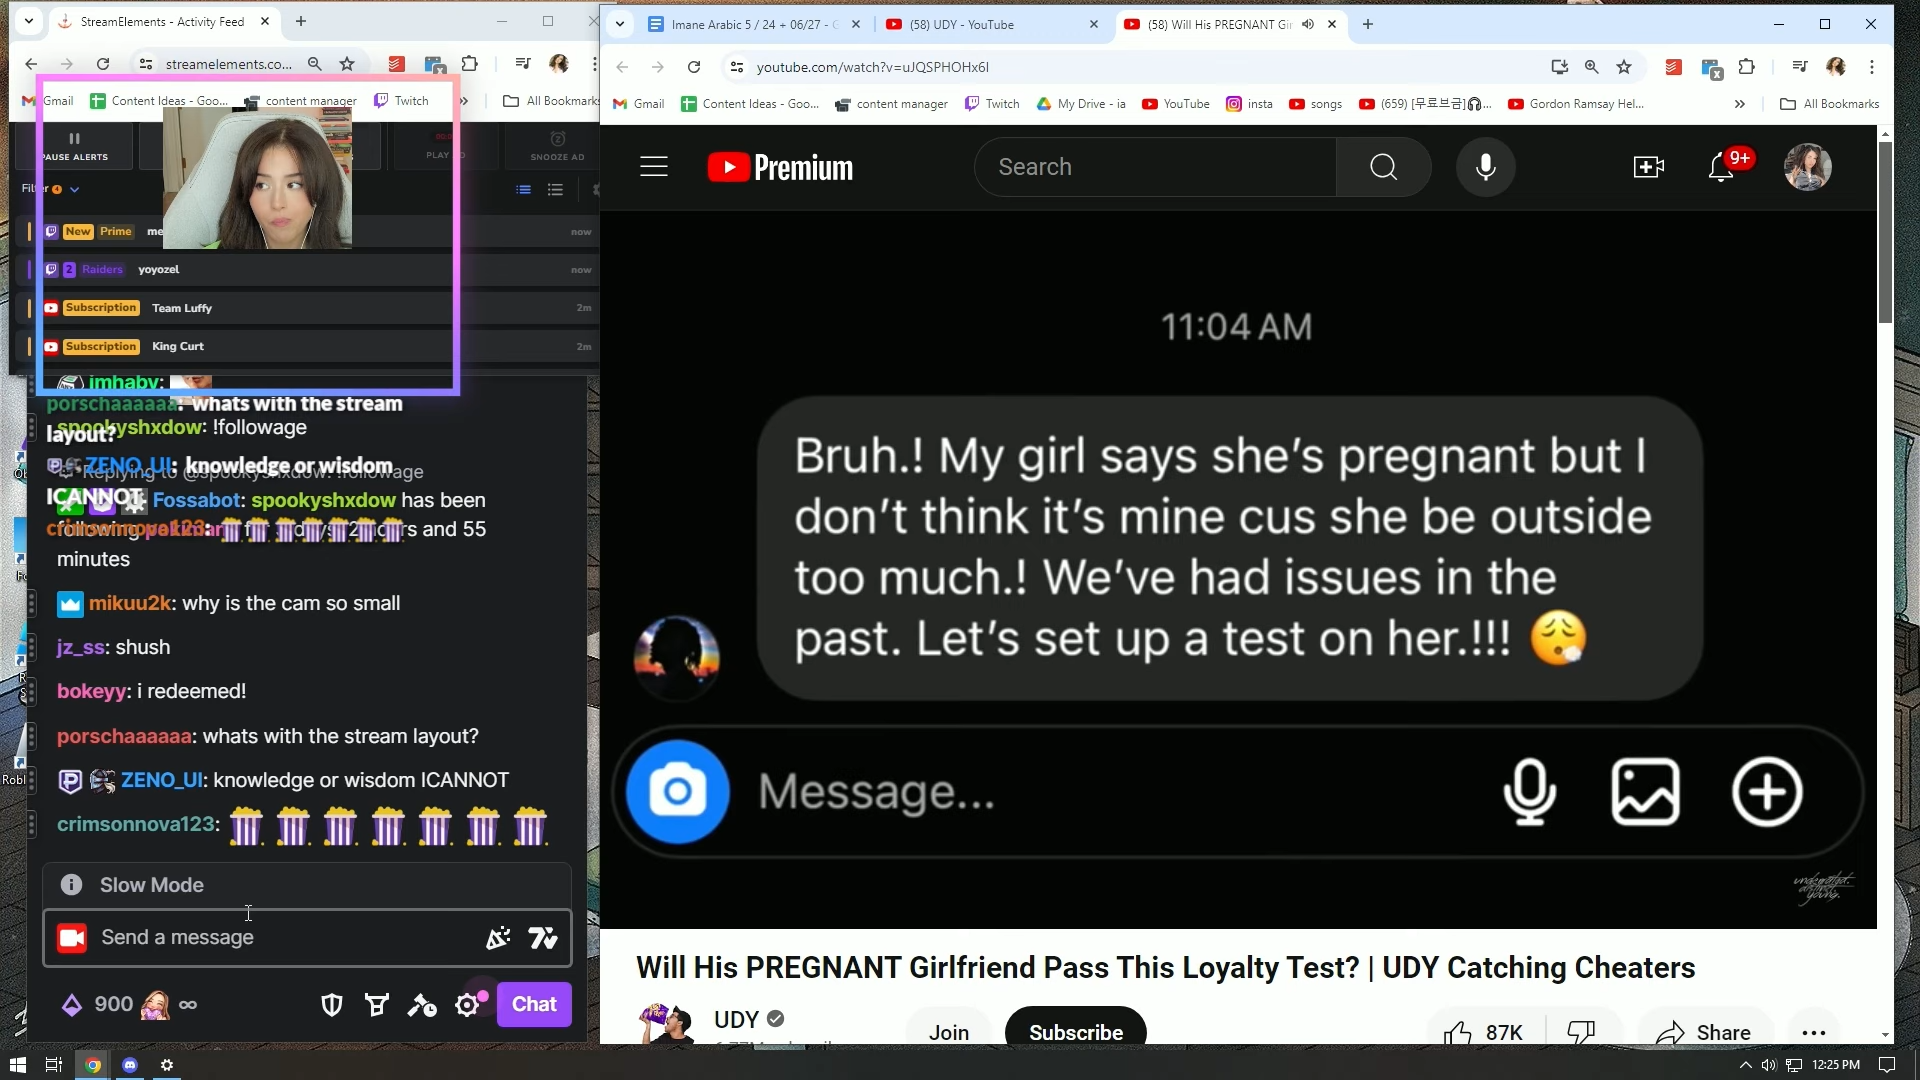 StreamElements - Activity Feed
streamelements.co...
Gmail
Content Ideas - Goo...
content manager
Twitch
All Bookmarks
PAUSE ALERTS
SNOOZE AD
New Prime me
now
2 Raiders yoyozel
now
Subscription Team Luffy
2m
Subscription King Curt
2m
imhaby:
porschaaaaaa: whats with the stream
layout?
spookyshxdow: !followage
ZENO_UI: knowledge or wisdom
ICANNOT
Replying to @spookyshxdow: !followage
Fossabot: spookyshxdow has been
following
crimsonnova123:
and 55
minutes
mikuu2k: why is the cam so small
jz_ss: shush
bokeyy: i redeemed!
porschaaaaaa: whats with the stream layout?
ZENO_UI: knowledge or wisdom ICANNOT
crimsonnova123:
Slow Mode
Send a message
900
∞
Chat
Imane Arabic 5 / 24 + 06/27 -
(58) UDY - YouTube
(58) Will His PREGNANT Gir
youtube.com/watch?v=uJQSPHOHx6I
Gmail
Content Ideas - Goo...
content manager
Twitch
My Drive - ia
YouTube
insta
songs
(659) [무료브금]🎧...
Gordon Ramsay Hel...
All Bookmarks
Premium
Search
9+
11:04 AM
Bruh.! My girl says she's pregnant but I
don't think it's mine cus she be outside
too much.! We've had issues in the
past. Let's set up a test on her.!!! 😮‍💨
Message...
Will His PREGNANT Girlfriend Pass This Loyalty Test? | UDY Catching Cheaters
UDY
Join
Subscribe
87K
Share
12:25 PM